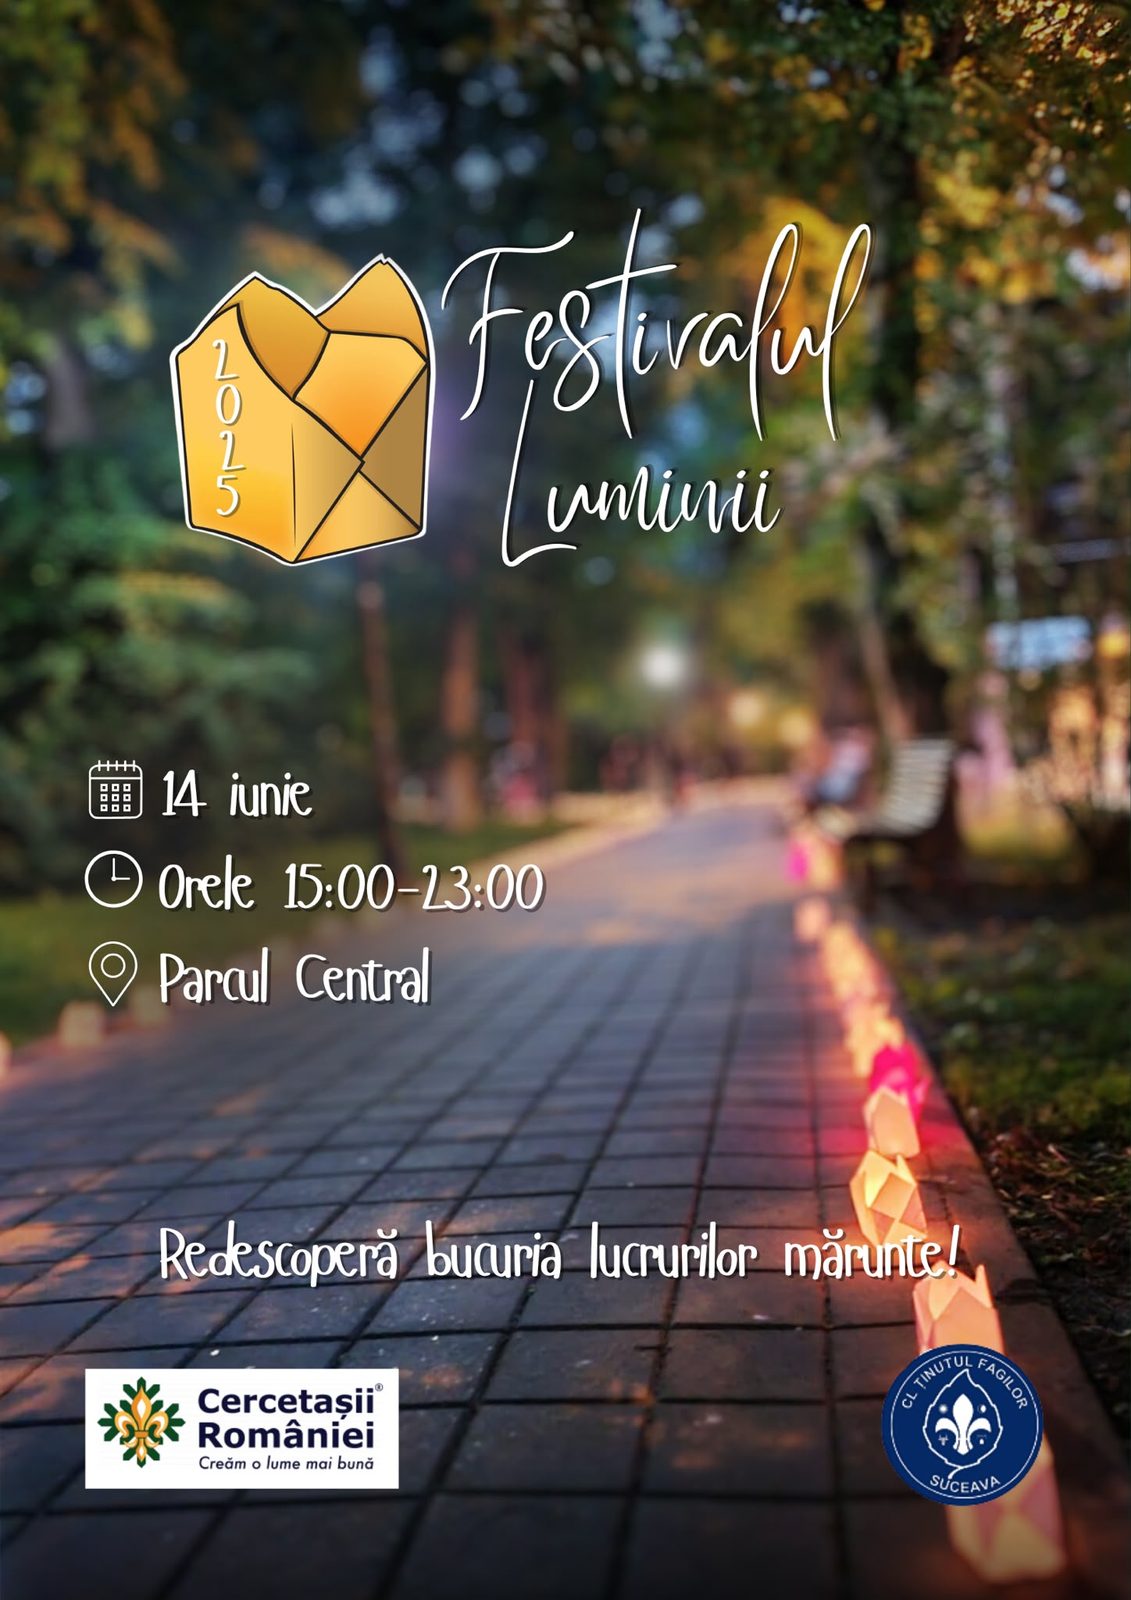 2025
Festivalul
Luminii
14 iunie
Orele 15:00-23:00
Parcul Central
Redescoperă bucuria lucrurilor mărunte!
Cercetașii
României
®
Creăm o lume mai bună
CL ȚINUTUL FAGILOR
SUCEAVA